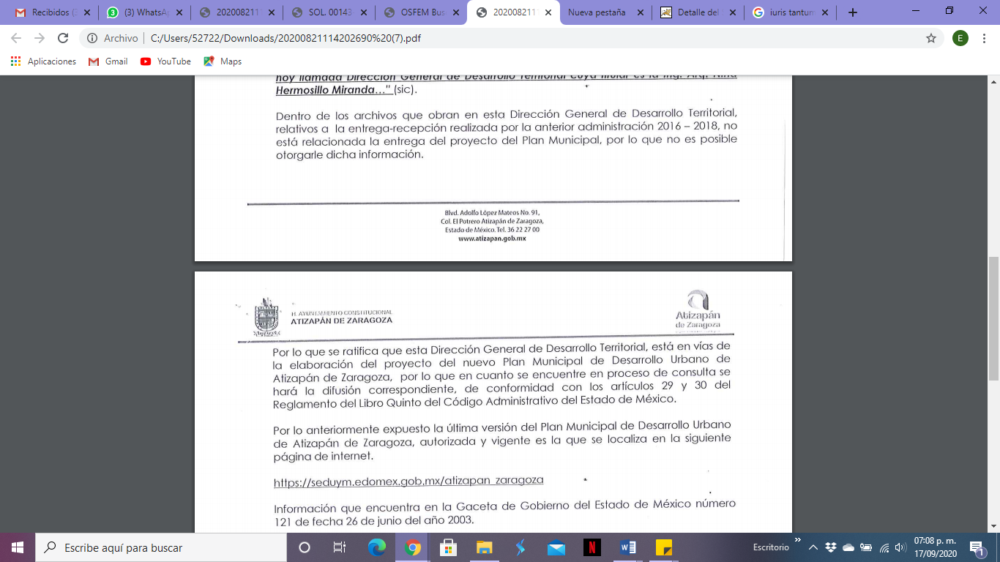 Recibidos (3
(3) WhatsAp
2020082111
SOL. 00143
OSFEM Bus
2020082111
Nueva pestaña
Detalle del
iuris tantum
Archivo
C:/Users/52722/Downloads/20200821114202690%20(7).pdf
E
Aplicaciones
Gmail
YouTube
Maps
hoy llamada Dirección General de Desarrollo Territorial cuya titular es la Ing. Arq. Nina
Hermosillo Miranda…" (sic).
Dentro de los archivos que obran en esta Dirección General de Desarrollo Territorial,
relativos a la entrega-recepción realizada por la anterior administración 2016 – 2018, no
está relacionada la entrega del proyecto del Plan Municipal, por lo que no es posible
otorgarle dicha información.
Blvd. Adolfo López Mateos No. 91,
Col. El Potrero Atizapán de Zaragoza,
Estado de México. Tel. 36 22 27 00
www.atizapan.gob.mx
H. AYUNTAMIENTO CONSTITUCIONAL
ATIZAPÁN DE ZARAGOZA
Atizapán
de Zaragoza
Por lo que se ratifica que esta Dirección General de Desarrollo Territorial, está en vías de
la elaboración del proyecto del nuevo Plan Municipal de Desarrollo Urbano de
Atizapán de Zaragoza, por lo que en cuanto se encuentre en proceso de consulta se
hará la difusión correspondiente, de conformidad con los artículos 29 y 30 del
Reglamento del Libro Quinto del Código Administrativo del Estado de México.
Por lo anteriormente expuesto la última versión del Plan Municipal de Desarrollo Urbano
de Atizapán de Zaragoza, autorizada y vigente es la que se localiza en la siguiente
página de internet.
https://seduym.edomex.gob.mx/atizapan_zaragoza
Información que encuentra en la Gaceta de Gobierno del Estado de México número
121 de fecha 26 de junio del año 2003.
Escribe aquí para buscar
Escritorio
07:08 p. m.
17/09/2020
1